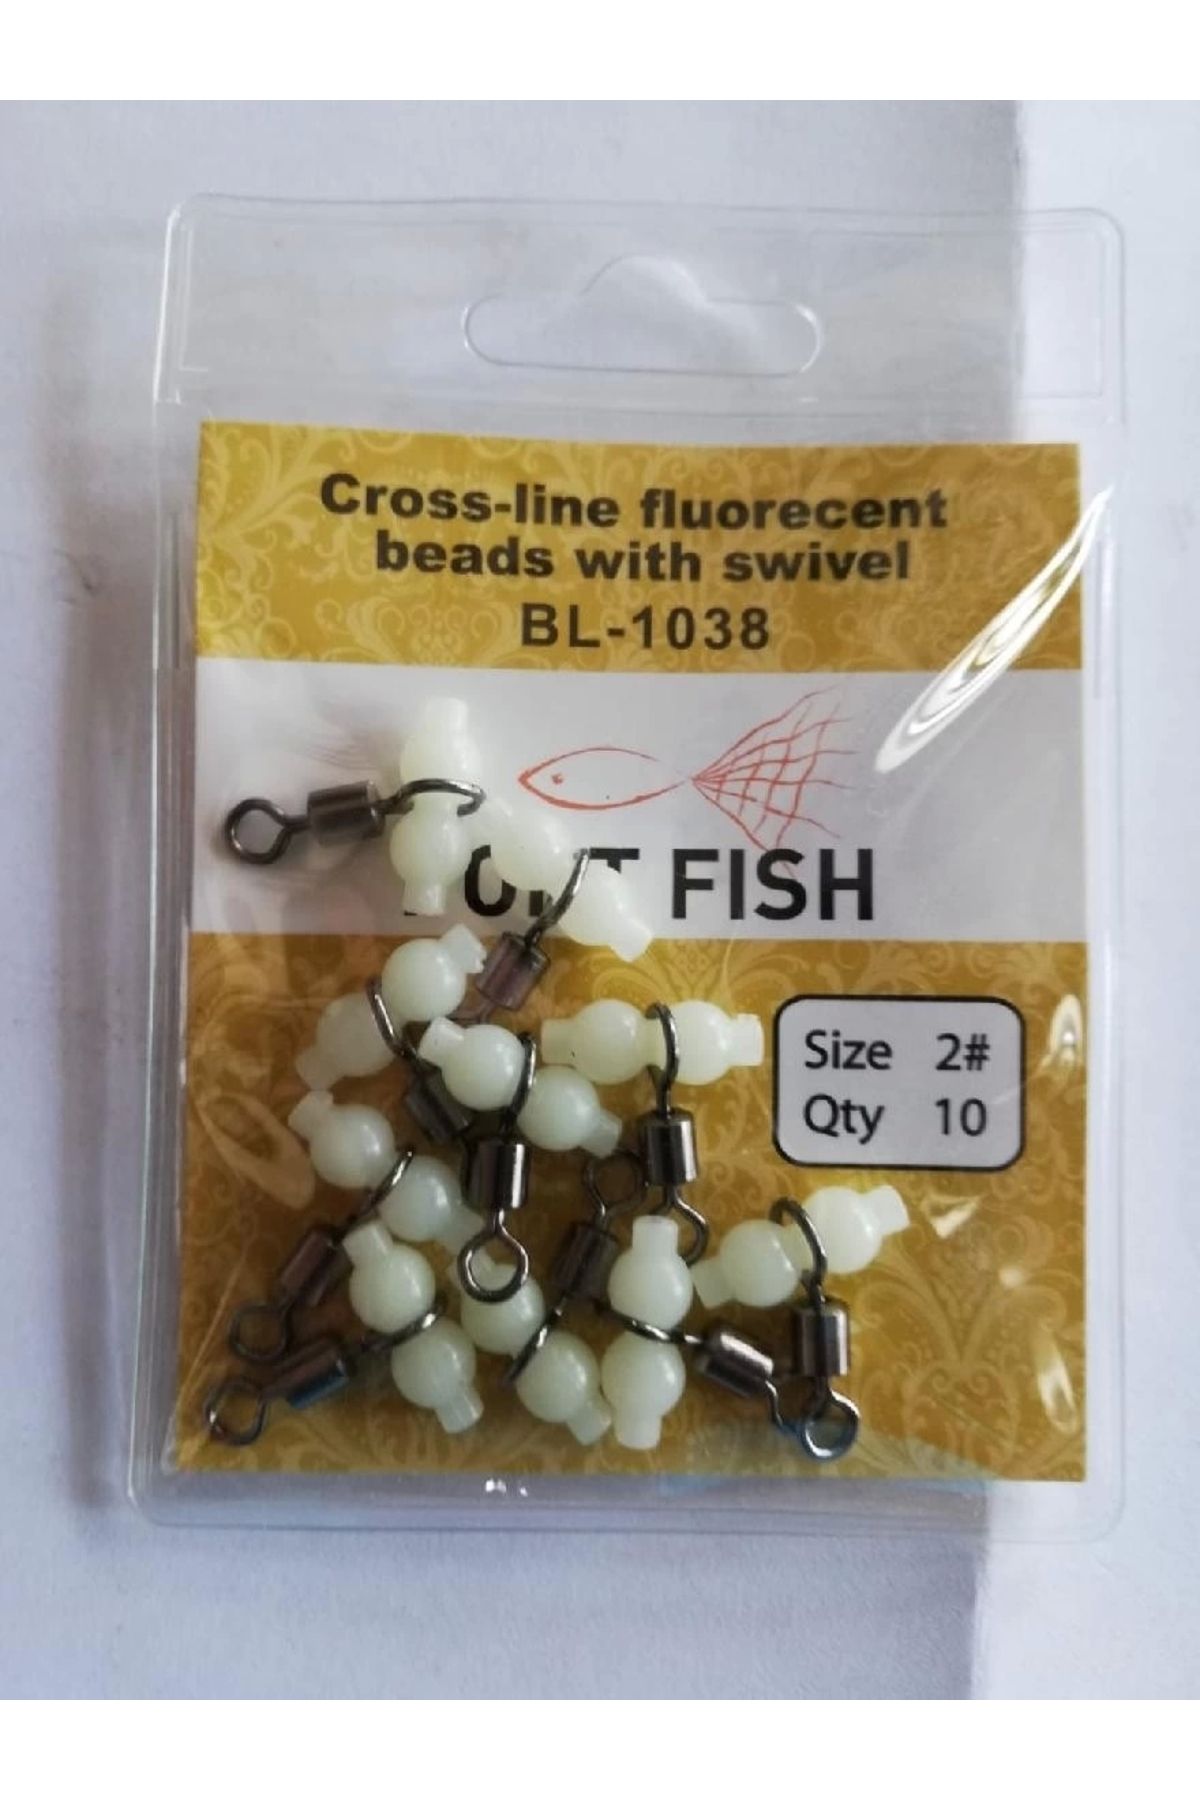 Cross-line fluorecent
beads with swivel
BL-1038
FISH
Size 2#
Qty 10